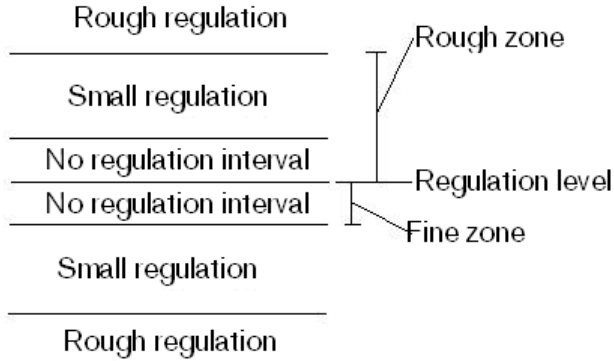 Rough regulation
Rough zone
Small regulation
No regulation interval
Regulation level
No regulation interval
Fine zone
Small regulation
Rough regulation